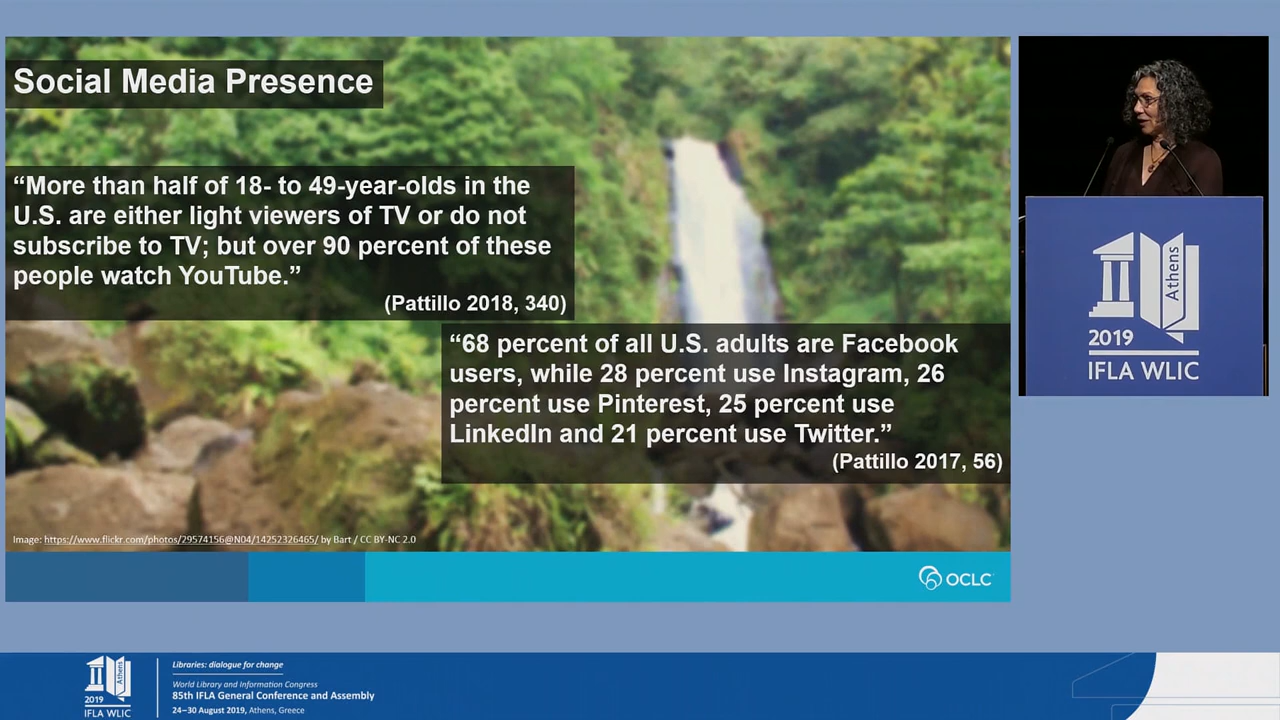 Social Media Presence
“More than half of 18- to 49-year-olds in the
U.S. are either light viewers of TV or do not
subscribe to TV; but over 90 percent of these
people watch YouTube.”
(Pattillo 2018, 340)
“68 percent of all U.S. adults are Facebook
users, while 28 percent use Instagram, 26
percent use Pinterest, 25 percent use
LinkedIn and 21 percent use Twitter.”
(Pattillo 2017, 56)
Image: https://www.flickr.com/photos/29574156@N04/14252326465/ by Bart / CC BY-NC 2.0
OCLC
Athens
2019
IFLA WLIC
Athens
2019
IFLA WLIC
Libraries: dialogue for change
World Library and Information Congress
85th IFLA General Conference and Assembly
24–30 August 2019, Athens, Greece